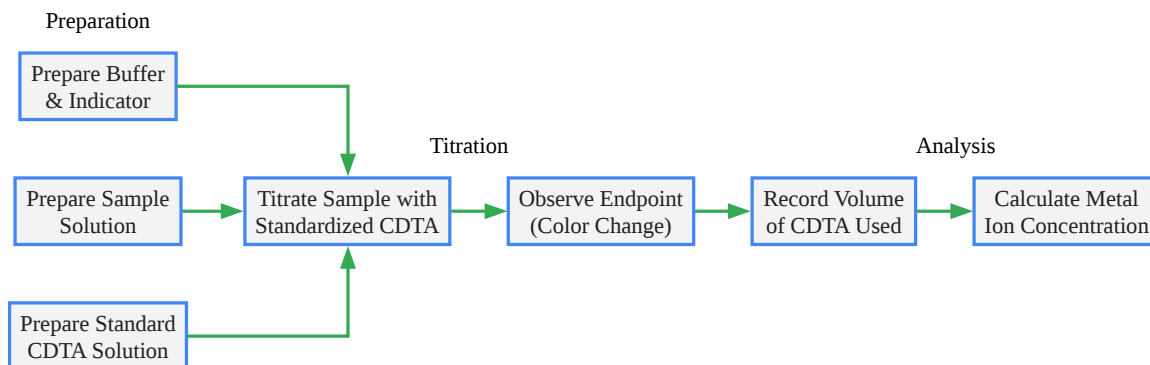 Preparation
Prepare Buffer
& Indicator
Titration
Analysis
Prepare Sample
Solution
Titrate Sample with
Standardized CDTA
Observe Endpoint
(Color Change)
Record Volume
of CDTA Used
Calculate Metal
Ion Concentration
Prepare Standard
CDTA Solution